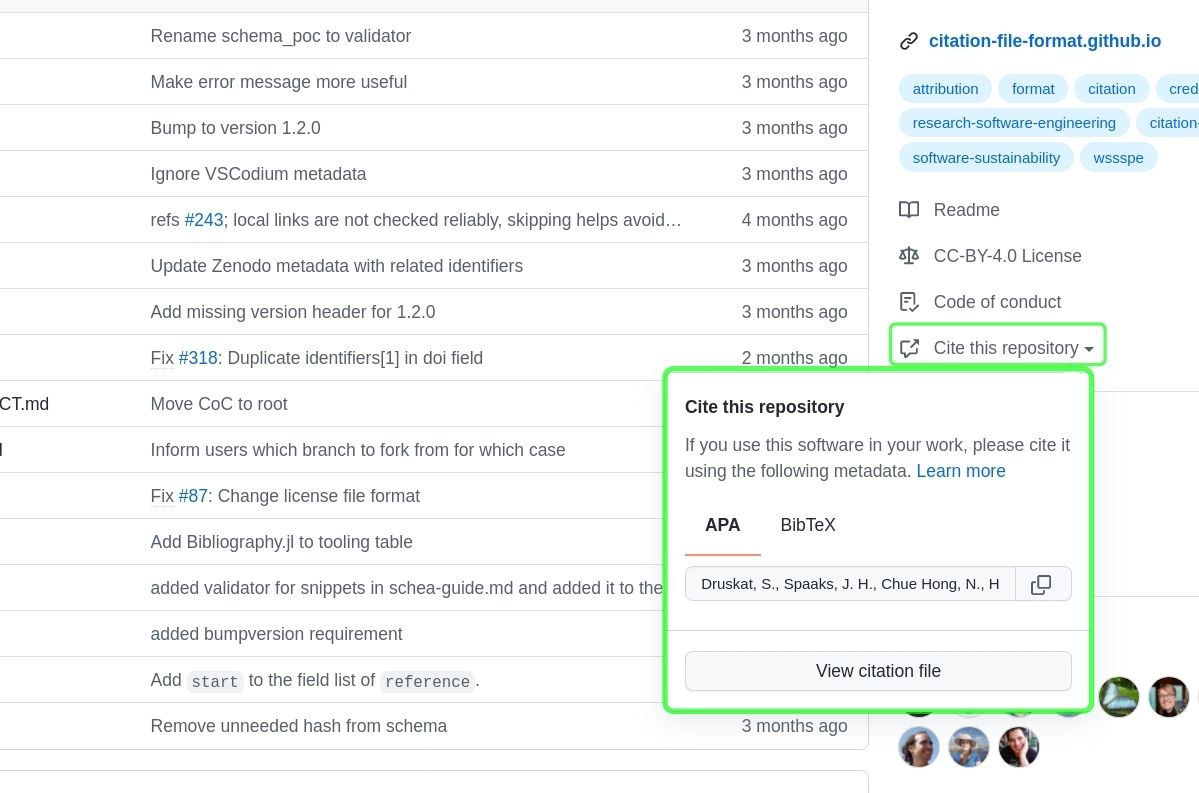 Rename schema_poc to validator 3 months ago
Make error message more useful 3 months ago
Bump to version 1.2.0 3 months ago
Ignore VSCodium metadata 3 months ago
refs #243; local links are not checked reliably, skipping helps avoid… 4 months ago
Update Zenodo metadata with related identifiers 3 months ago
Add missing version header for 1.2.0 3 months ago
Fix #318: Duplicate identifiers[1] in doi field 2 months ago
CT.md Move CoC to root
Inform users which branch to fork from for which case
Fix #87: Change license file format
Add Bibliography.jl to tooling table
added validator for snippets in schea-guide.md and added it to the
added bumpversion requirement
Add start to the field list of reference.
Remove unneeded hash from schema 3 months ago
citation-file-format.github.io
attribution format citation cred
research-software-engineering citation-
software-sustainability wssspe
Readme
CC-BY-4.0 License
Code of conduct
Cite this repository
Cite this repository
If you use this software in your work, please cite it
using the following metadata. Learn more
APA BibTeX
Druskat, S., Spaaks, J. H., Chue Hong, N., H
View citation file